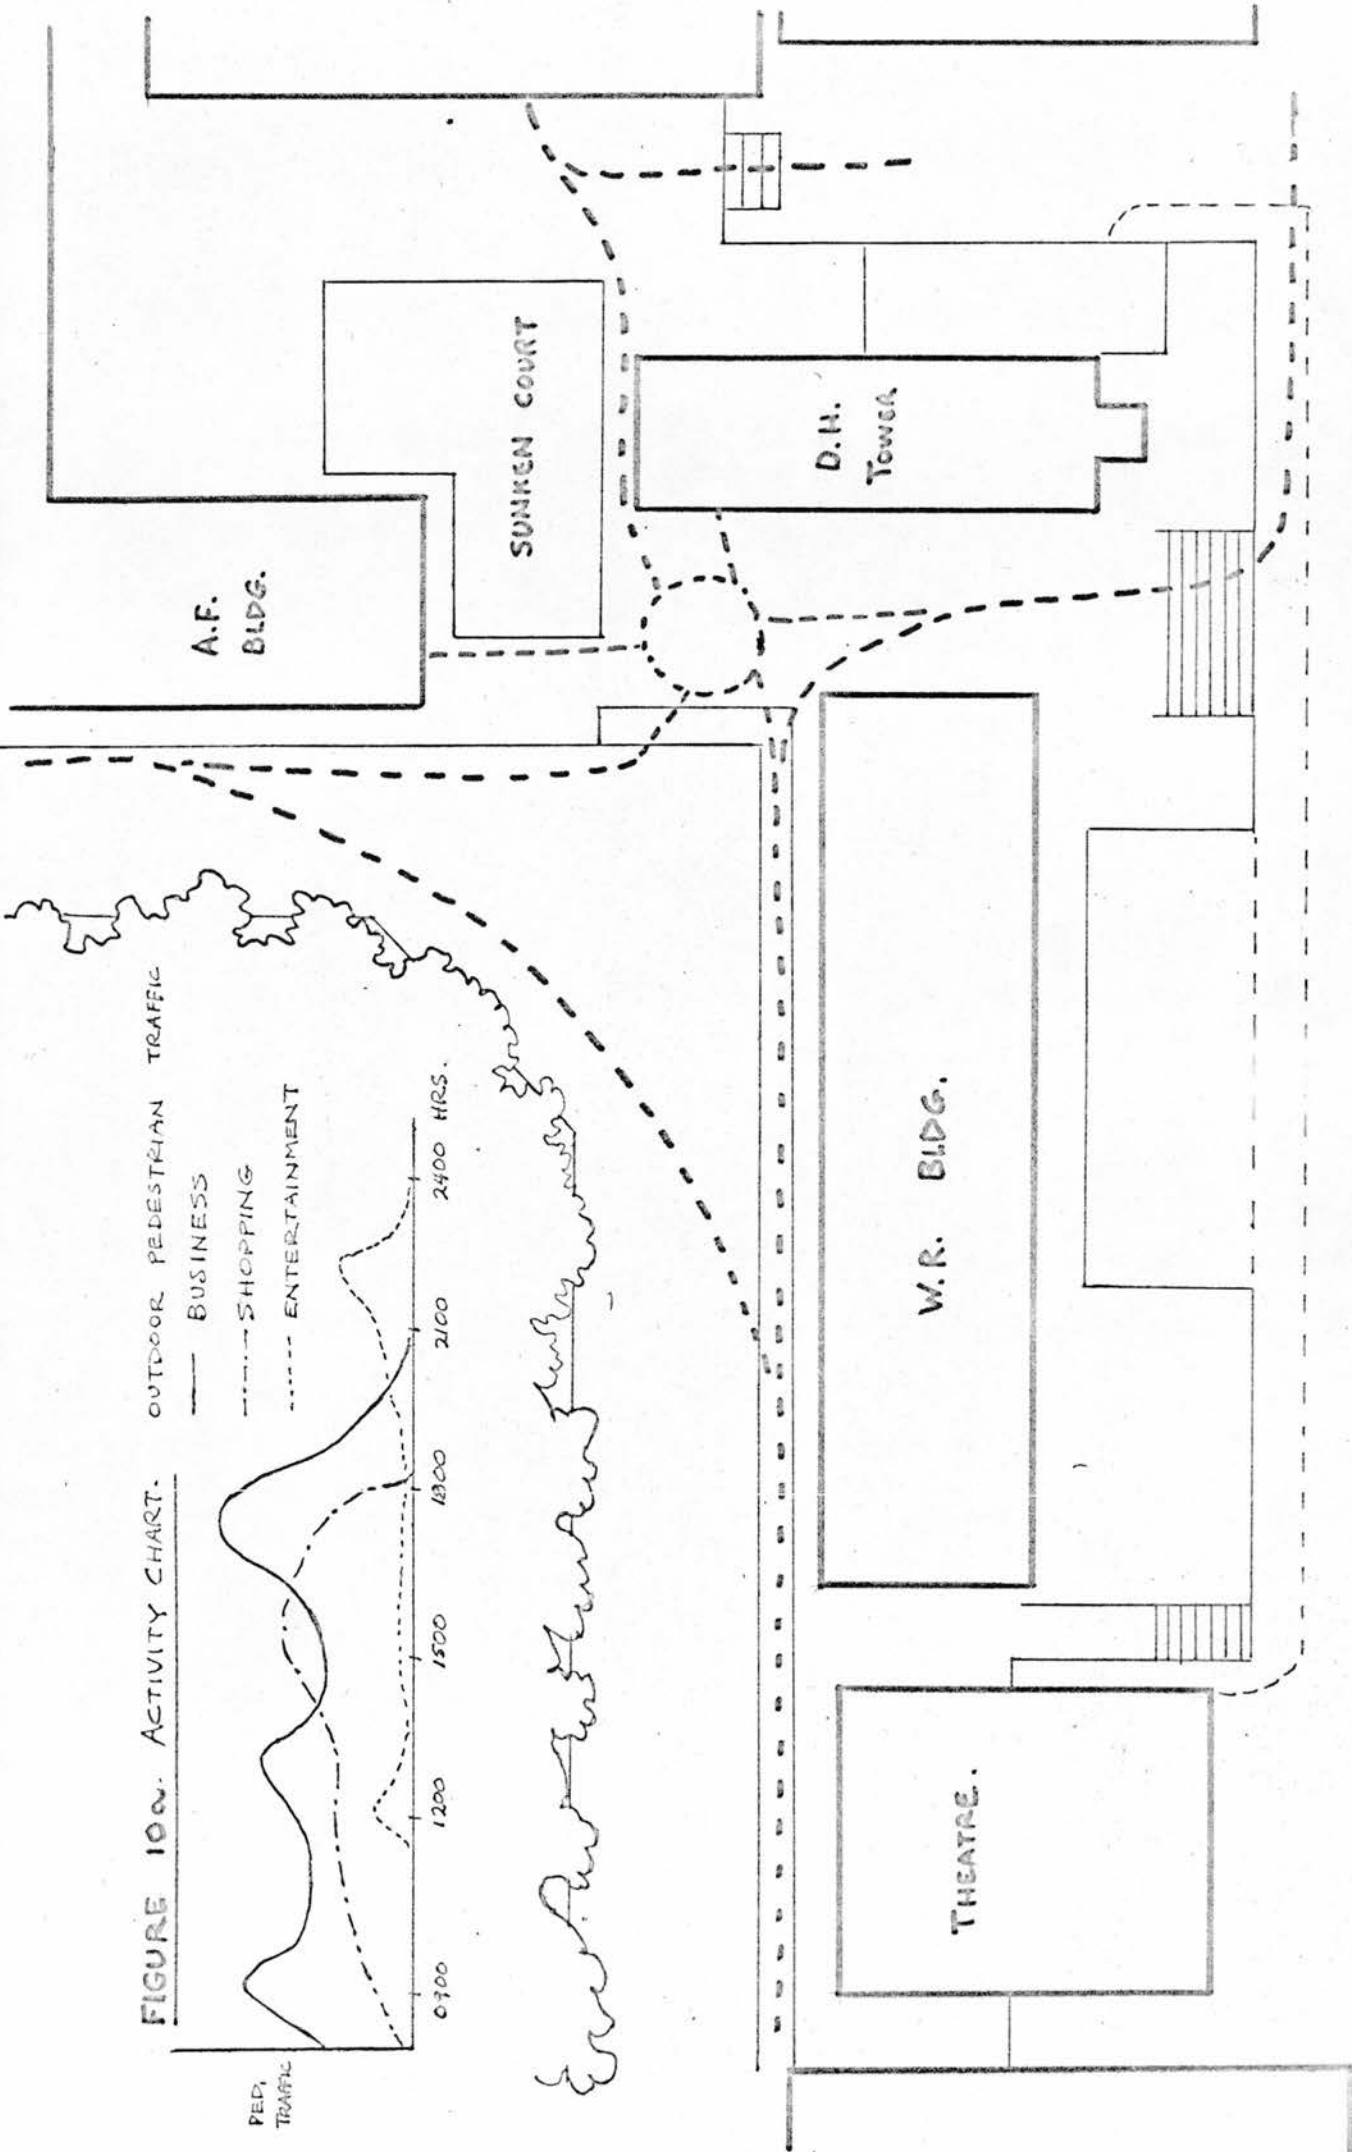 FIGURE 10a. ACTIVITY CHART. OUTDOOR PEDESTRIAN TRAFFIC
—— BUSINESS
—·—·— SHOPPING
----- ENTERTAINMENT
PED.
TRAFFIC
0900 1200 1500 1800 2100 2400 HRS.
A.F.
BLDG.
SUNKEN COURT
D.H.
TOWER
W.R. BLDG.
THEATRE.